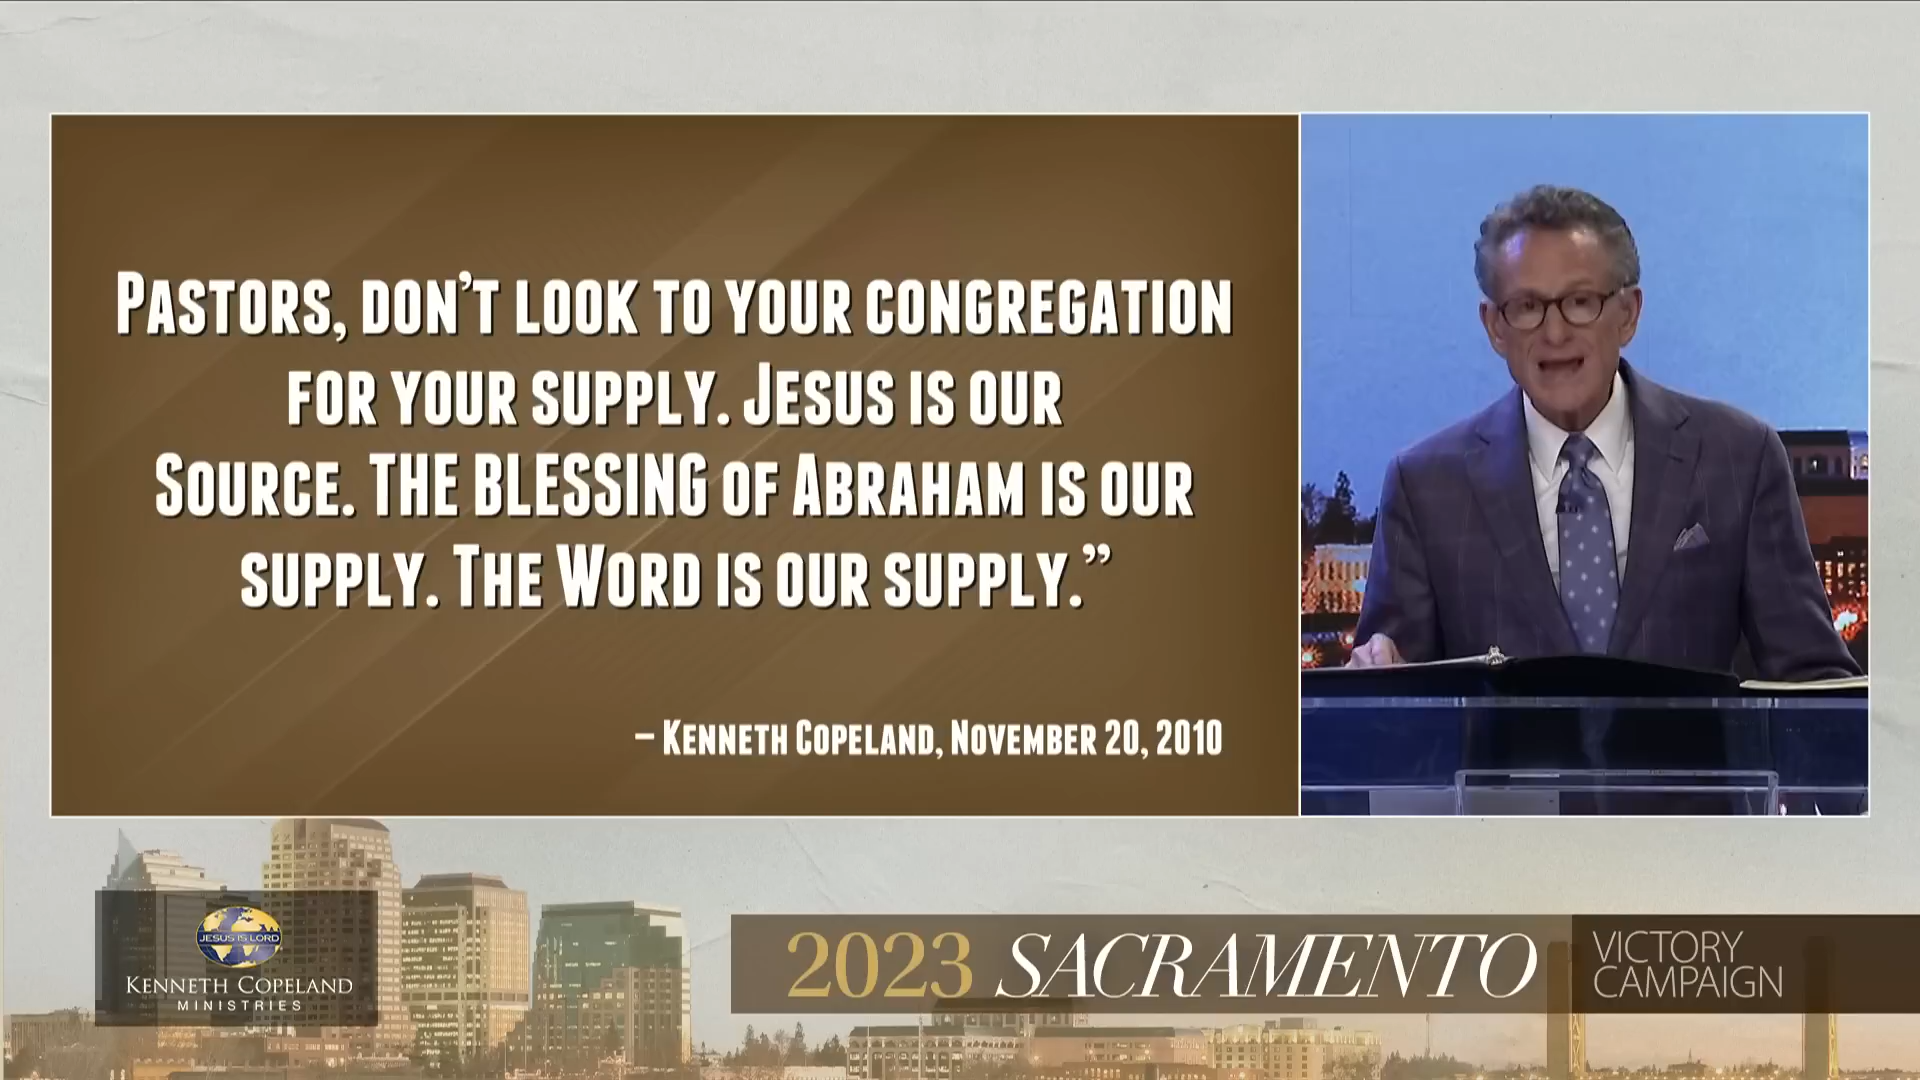 Pastors, don’t look to your congregation
for your supply. Jesus is our
Source. THE BLESSING of Abraham is our
supply. The Word is our supply.”
– Kenneth Copeland, November 20, 2010
JESUS IS LORD
Kenneth Copeland
MINISTRIES
2023 SACRAMENTO
VICTORY
CAMPAIGN